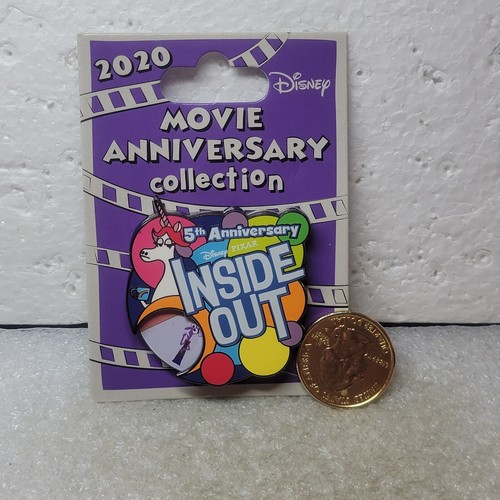 2020
Disney
MOVIE
ANNIVERSARY
collection
5th Anniversary
Disney PIXAR
INSIDE
OUT